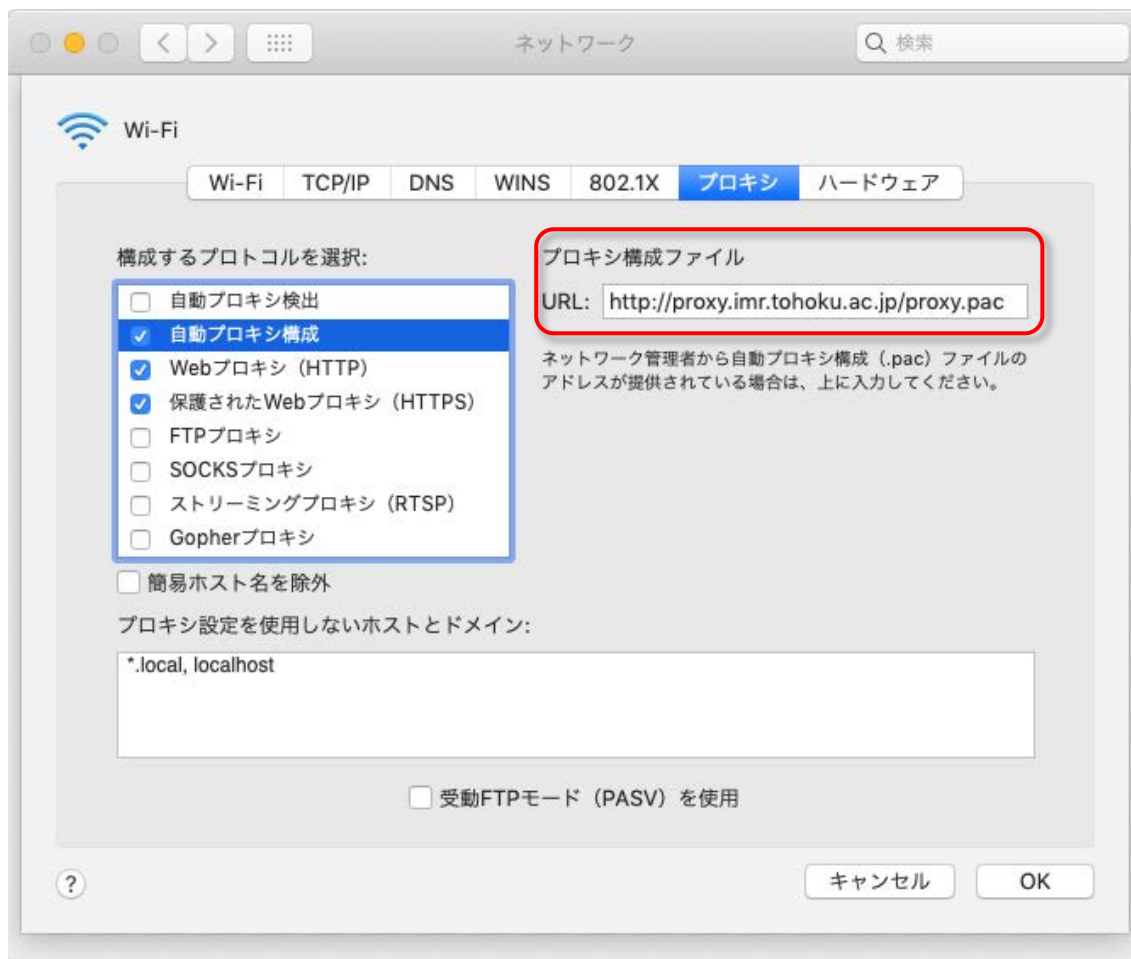 ネットワーク
検索
Wi-Fi
Wi-Fi TCP/IP DNS WINS 802.1X プロキシ ハードウェア
構成するプロトコルを選択:
自動プロキシ検出
自動プロキシ構成
Webプロキシ（HTTP）
保護されたWebプロキシ（HTTPS）
FTPプロキシ
SOCKSプロキシ
ストリーミングプロキシ（RTSP）
Gopherプロキシ
プロキシ構成ファイル
URL: http://proxy.imr.tohoku.ac.jp/proxy.pac
ネットワーク管理者から自動プロキシ構成（.pac）ファイルの
アドレスが提供されている場合は、上に入力してください。
簡易ホスト名を除外
プロキシ設定を使用しないホストとドメイン:
*.local, localhost
受動FTPモード（PASV）を使用
?
キャンセル
OK